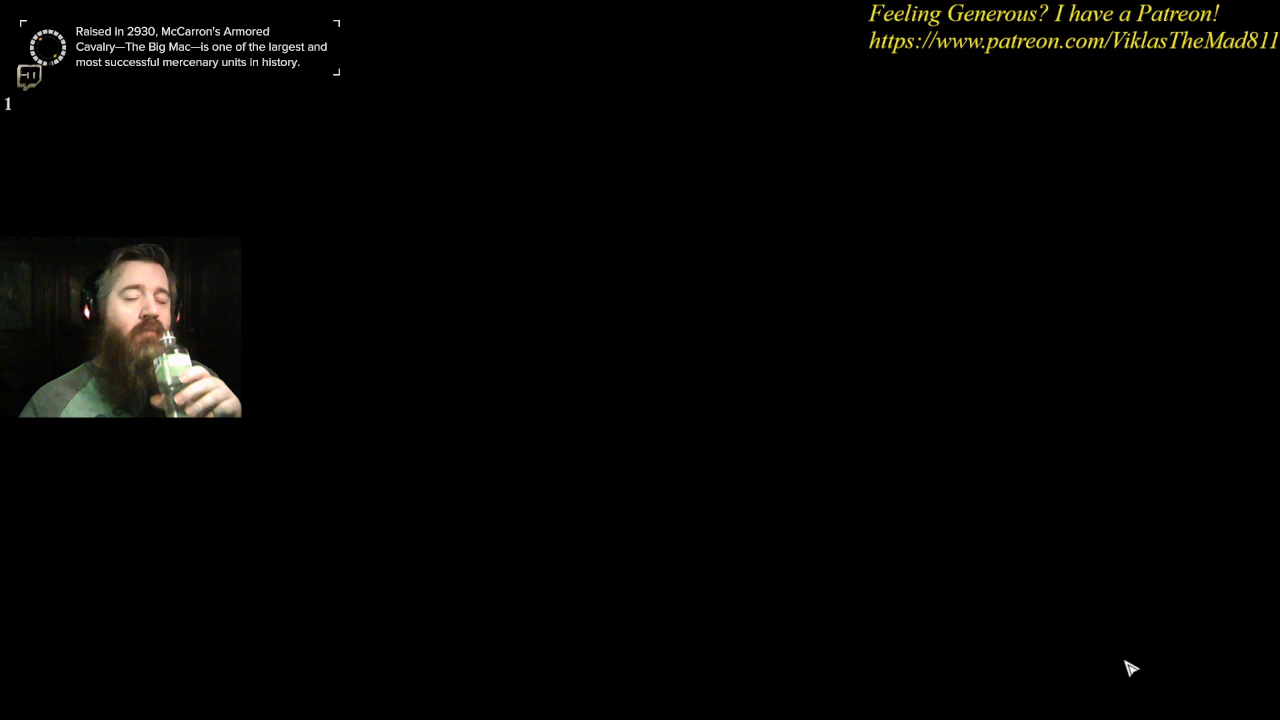 Raised in 2930, McCarron's Armored
Cavalry—The Big Mac—is one of the largest and
most successful mercenary units in history.
1
Feeling Generous? I have a Patreon!
https://www.patreon.com/ViklasTheMad811